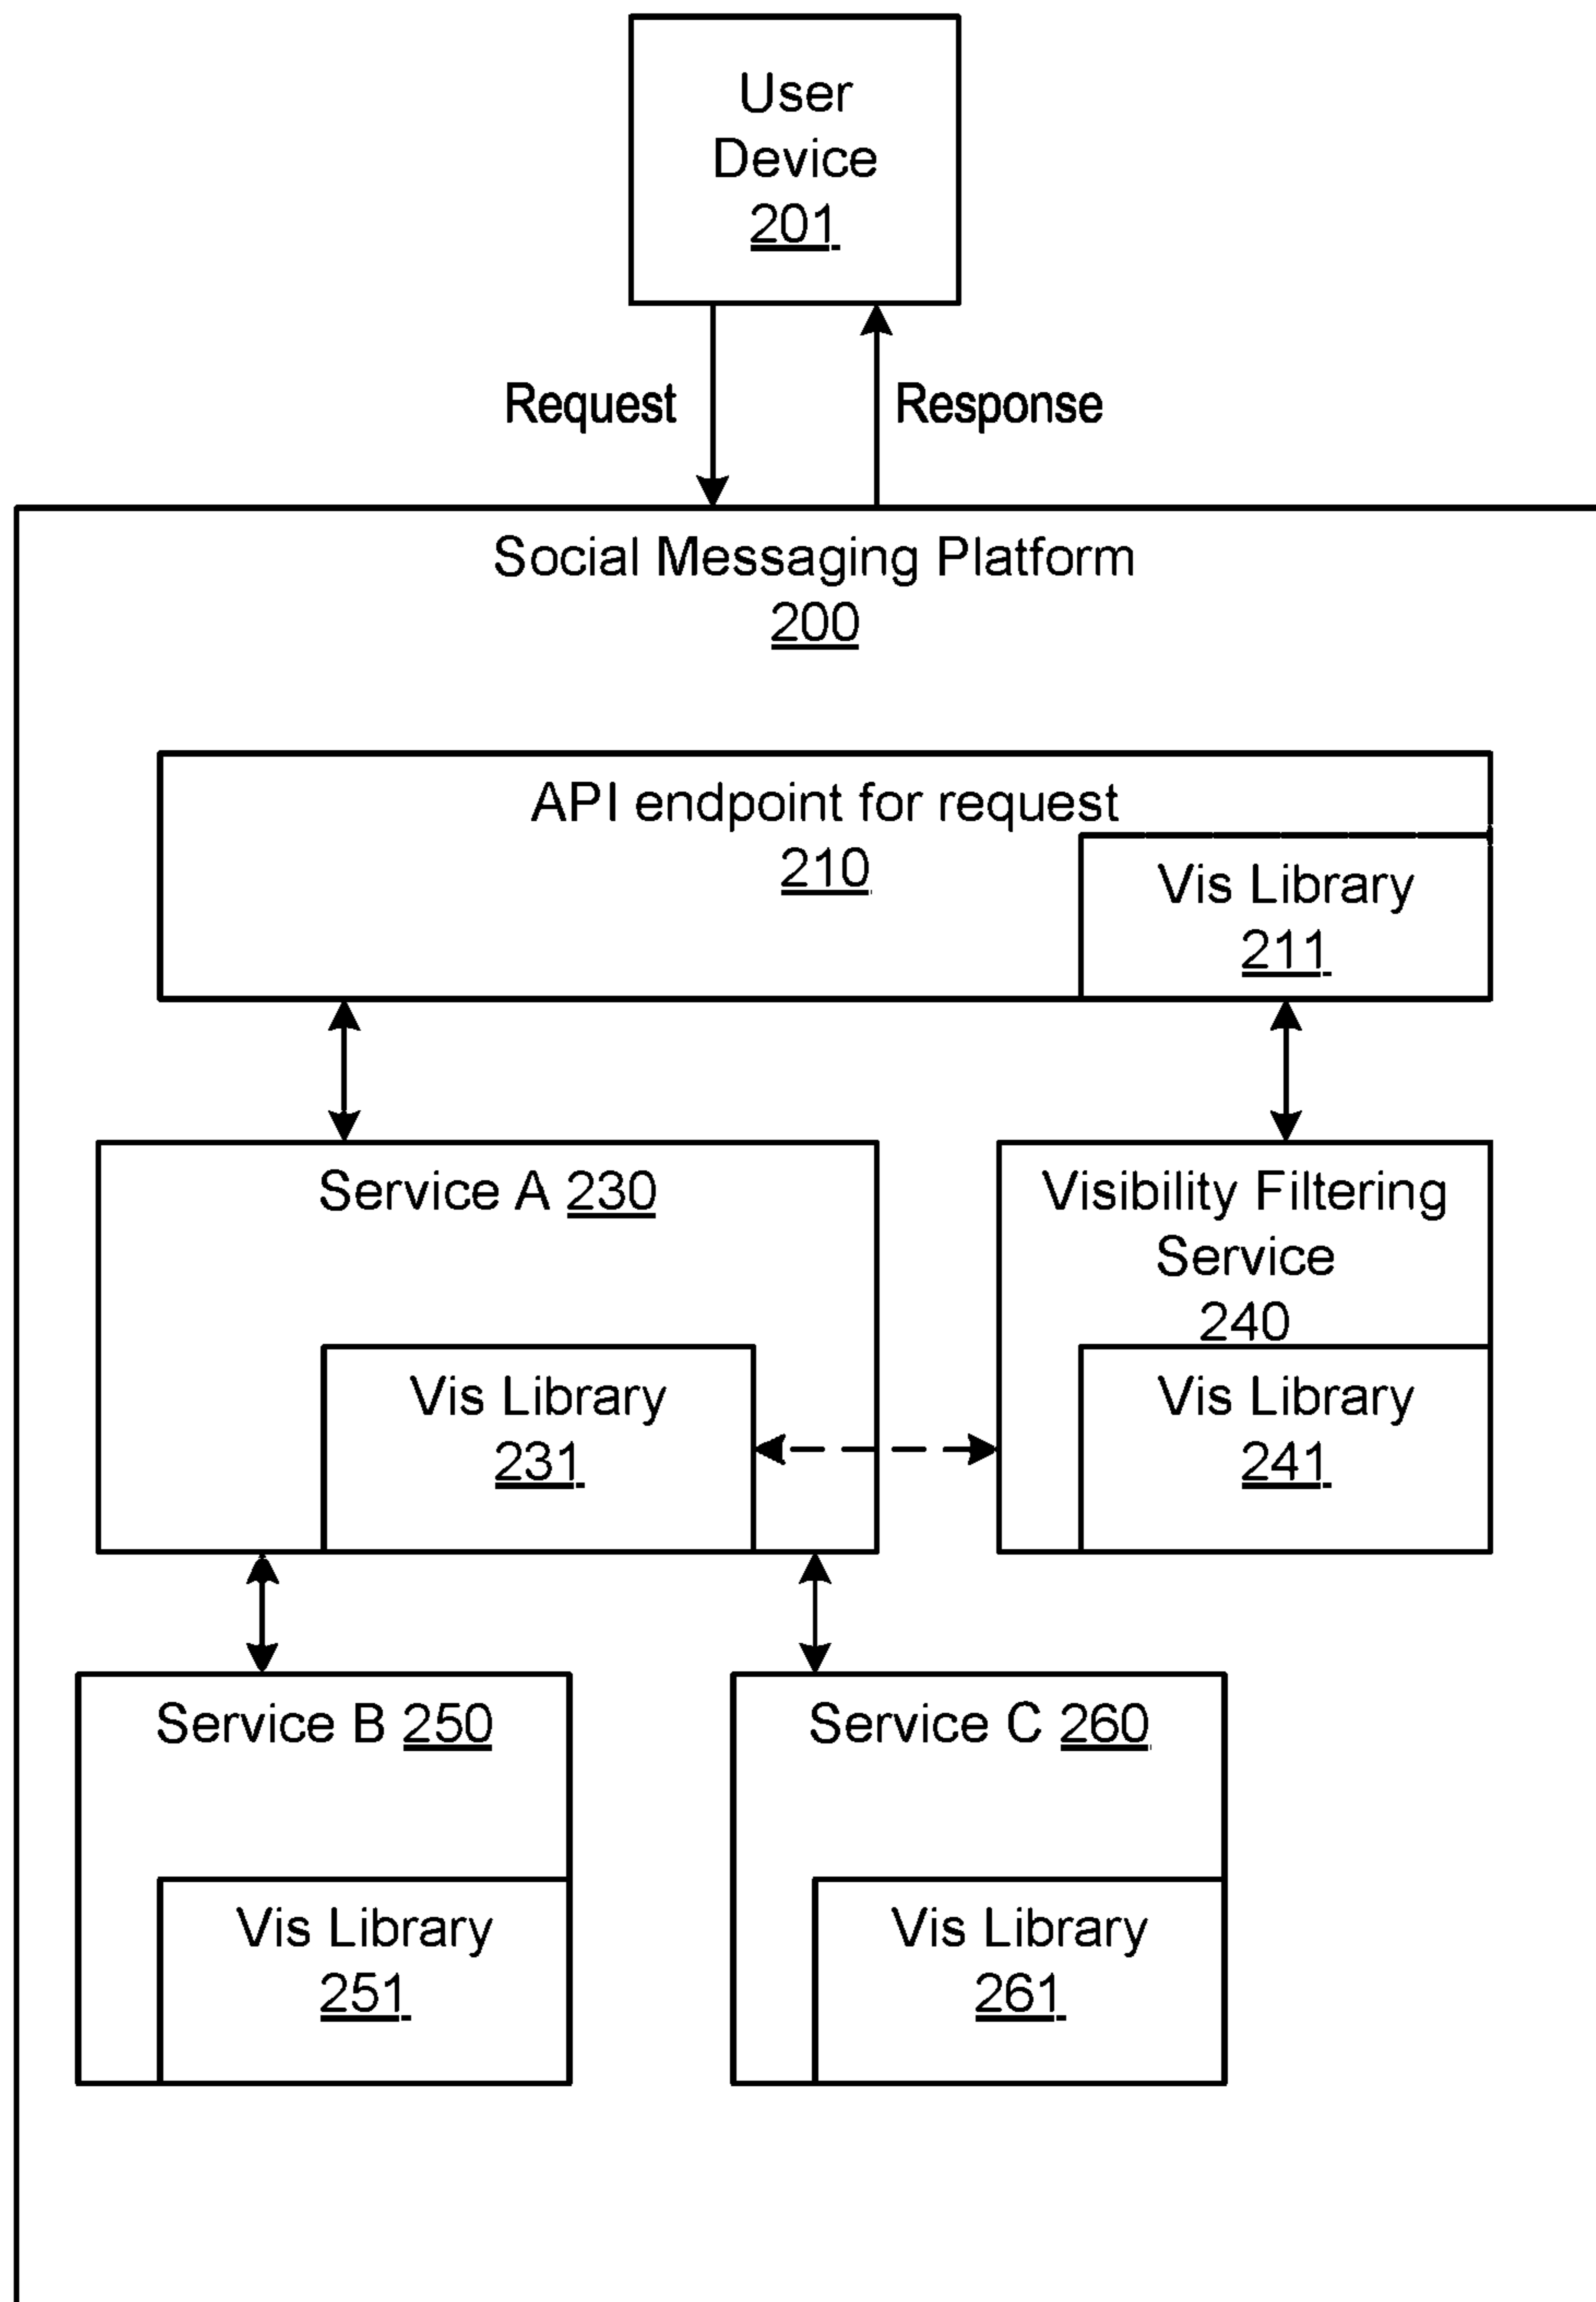 User
Device
201
Request
Response
Social Messaging Platform
200
API endpoint for request
210
Vis Library
211
Service A 230
Visibility Filtering
Service
240
Vis Library
231
Vis Library
241
Service B 250
Service C 260
Vis Library
251
Vis Library
261